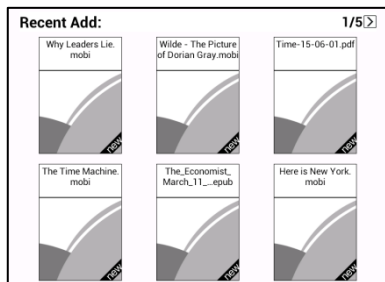 Recent Add:
1/5
Why Leaders Lie.
mobi
Wilde - The Picture
of Dorian Gray.mobi
Time-15-06-01.pdf
new
new
new
The Time Machine.
mobi
The_Economist_
March_11_...epub
Here is New York.
mobi
new
new
new